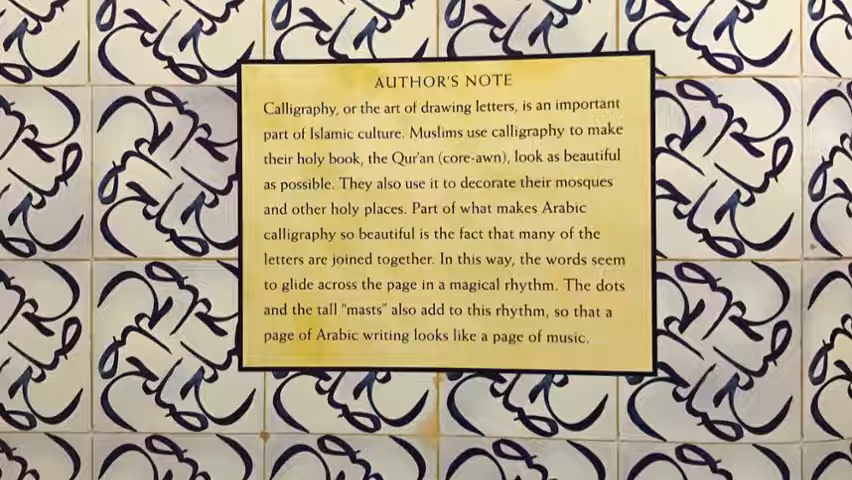 AUTHOR'S NOTE
Calligraphy, or the art of drawing letters, is an important
part of Islamic culture. Muslims use calligraphy to make
their holy book, the Qur'an (core-awn), look as beautiful
as possible. They also use it to decorate their mosques
and other holy places. Part of what makes Arabic
calligraphy so beautiful is the fact that many of the
letters are joined together. In this way, the words seem
to glide across the page in a magical rhythm. The dots
and the tall "masts" also add to this rhythm, so that a
page of Arabic writing looks like a page of music.